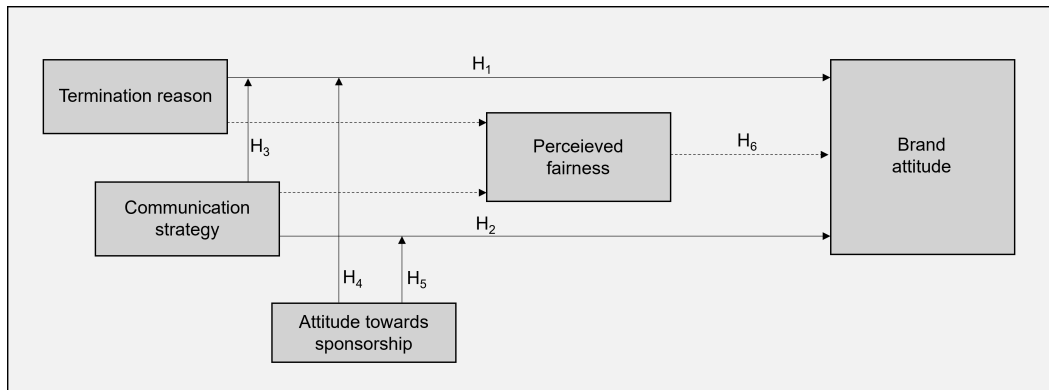 H₁
Termination reason
Perceieved
fairness
H₆
Brand
attitude
H₃
Communication
strategy
H₂
H₄
H₅
Attitude towards
sponsorship